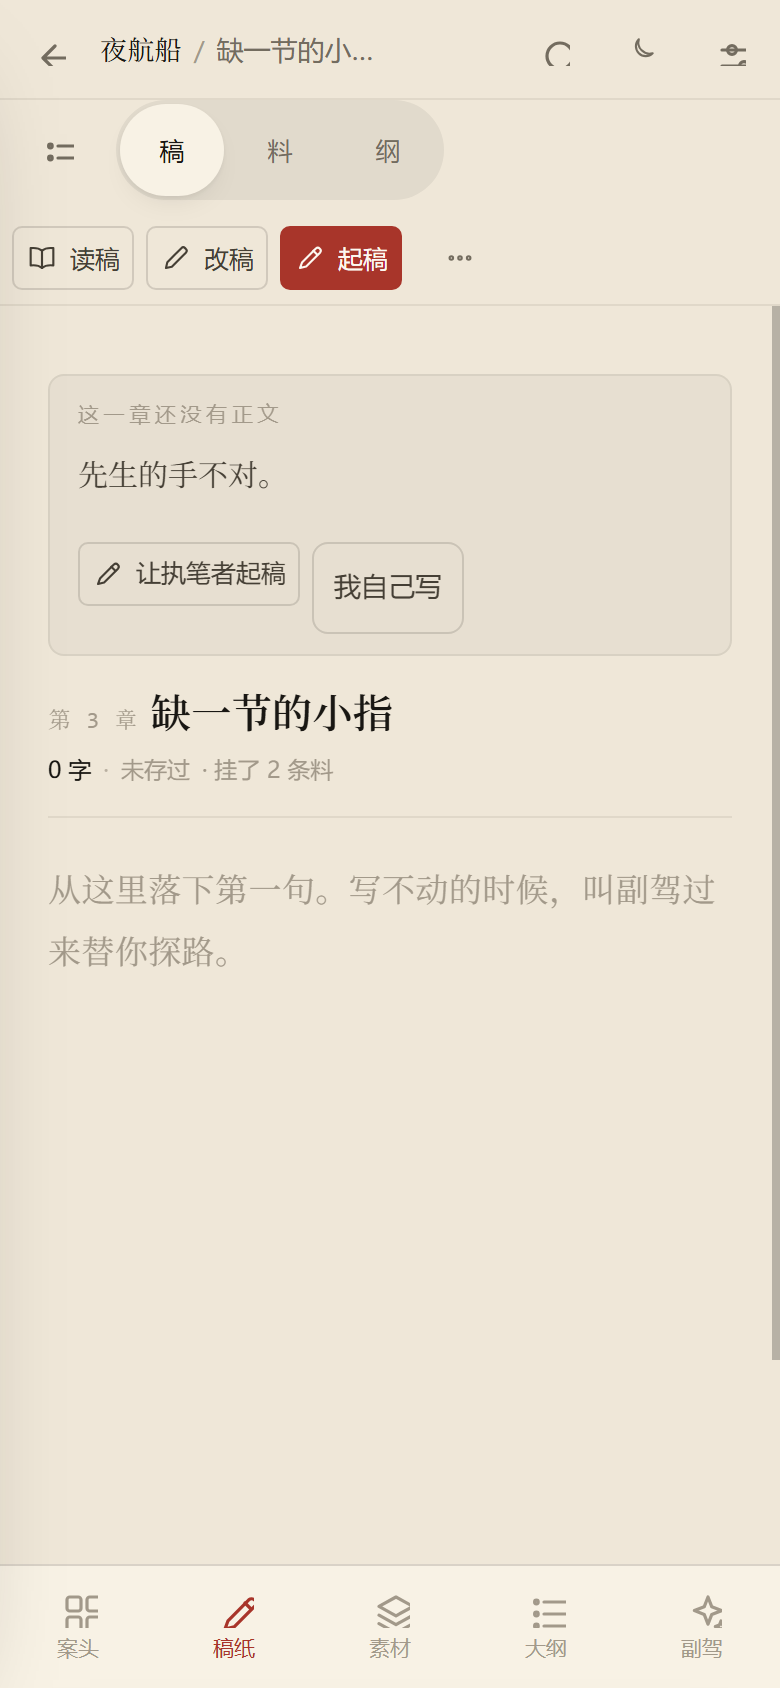 夜航船 / 缺一节的小...
稿 料 纲
读稿 改稿 起稿
这一章还没有正文
先生的手不对。
让执笔者起稿 我自己写
第 3 章 缺一节的小指
0 字 · 未存过 · 挂了 2 条料
从这里落下第一句。写不动的时候，叫副驾过
来替你探路。
案头 稿纸 素材 大纲 副驾